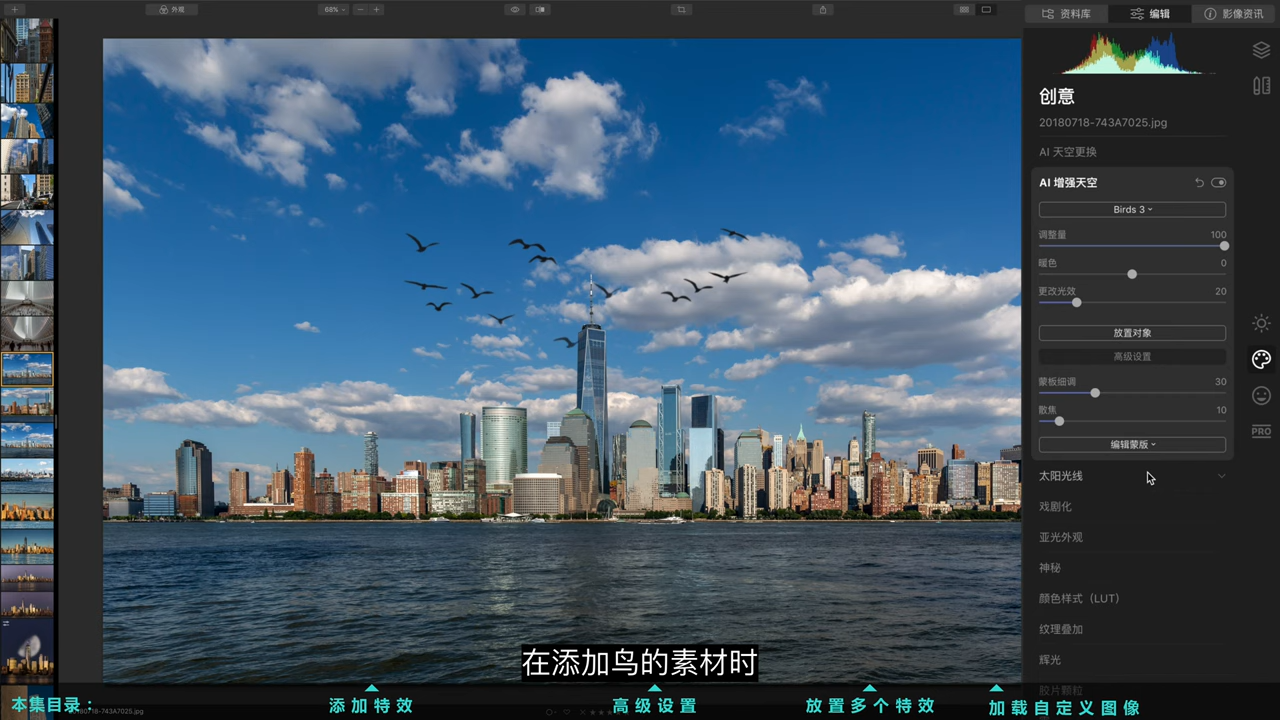 外观
68%
资料库
编辑
影像资讯
创意
20180718-743A7025.jpg
AI 天空更换
AI 增强天空
Birds 3
调整量 100
暖色 0
更改光效 20
放置对象
高级设置
蒙板细调 30
散焦 10
编辑蒙版
太阳光线
戏剧化
亚光外观
神秘
颜色样式（LUT）
纹理叠加
辉光
胶片颗粒
PRO
在添加鸟的素材时
本集目录：
添加特效
高级设置
放置多个特效
加载自定义图像